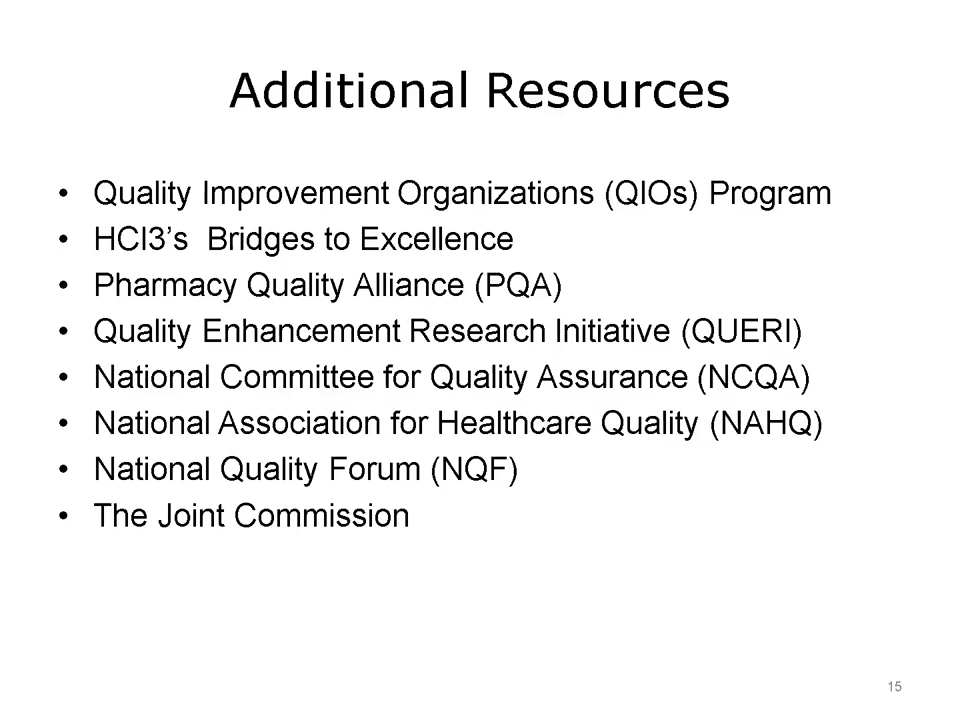 Additional Resources
• Quality Improvement Organizations (QIOs) Program
• HCI3’s  Bridges to Excellence
• Pharmacy Quality Alliance (PQA)
• Quality Enhancement Research Initiative (QUERI)
• National Committee for Quality Assurance (NCQA)
• National Association for Healthcare Quality (NAHQ)
• National Quality Forum (NQF)
• The Joint Commission
15